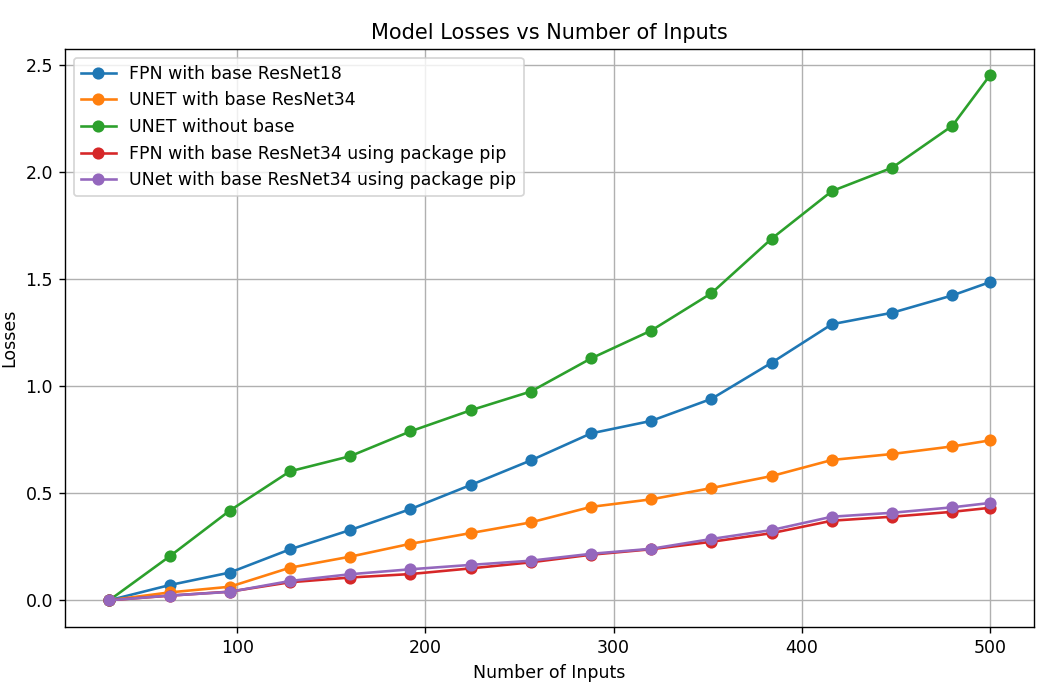 Model Losses vs Number of Inputs
FPN with base ResNet18
UNET with base ResNet34
UNET without base
FPN with base ResNet34 using package pip
UNet with base ResNet34 using package pip
Losses
2.5
2.0
1.5
1.0
0.5
0.0
100 200 300 400 500
Number of Inputs